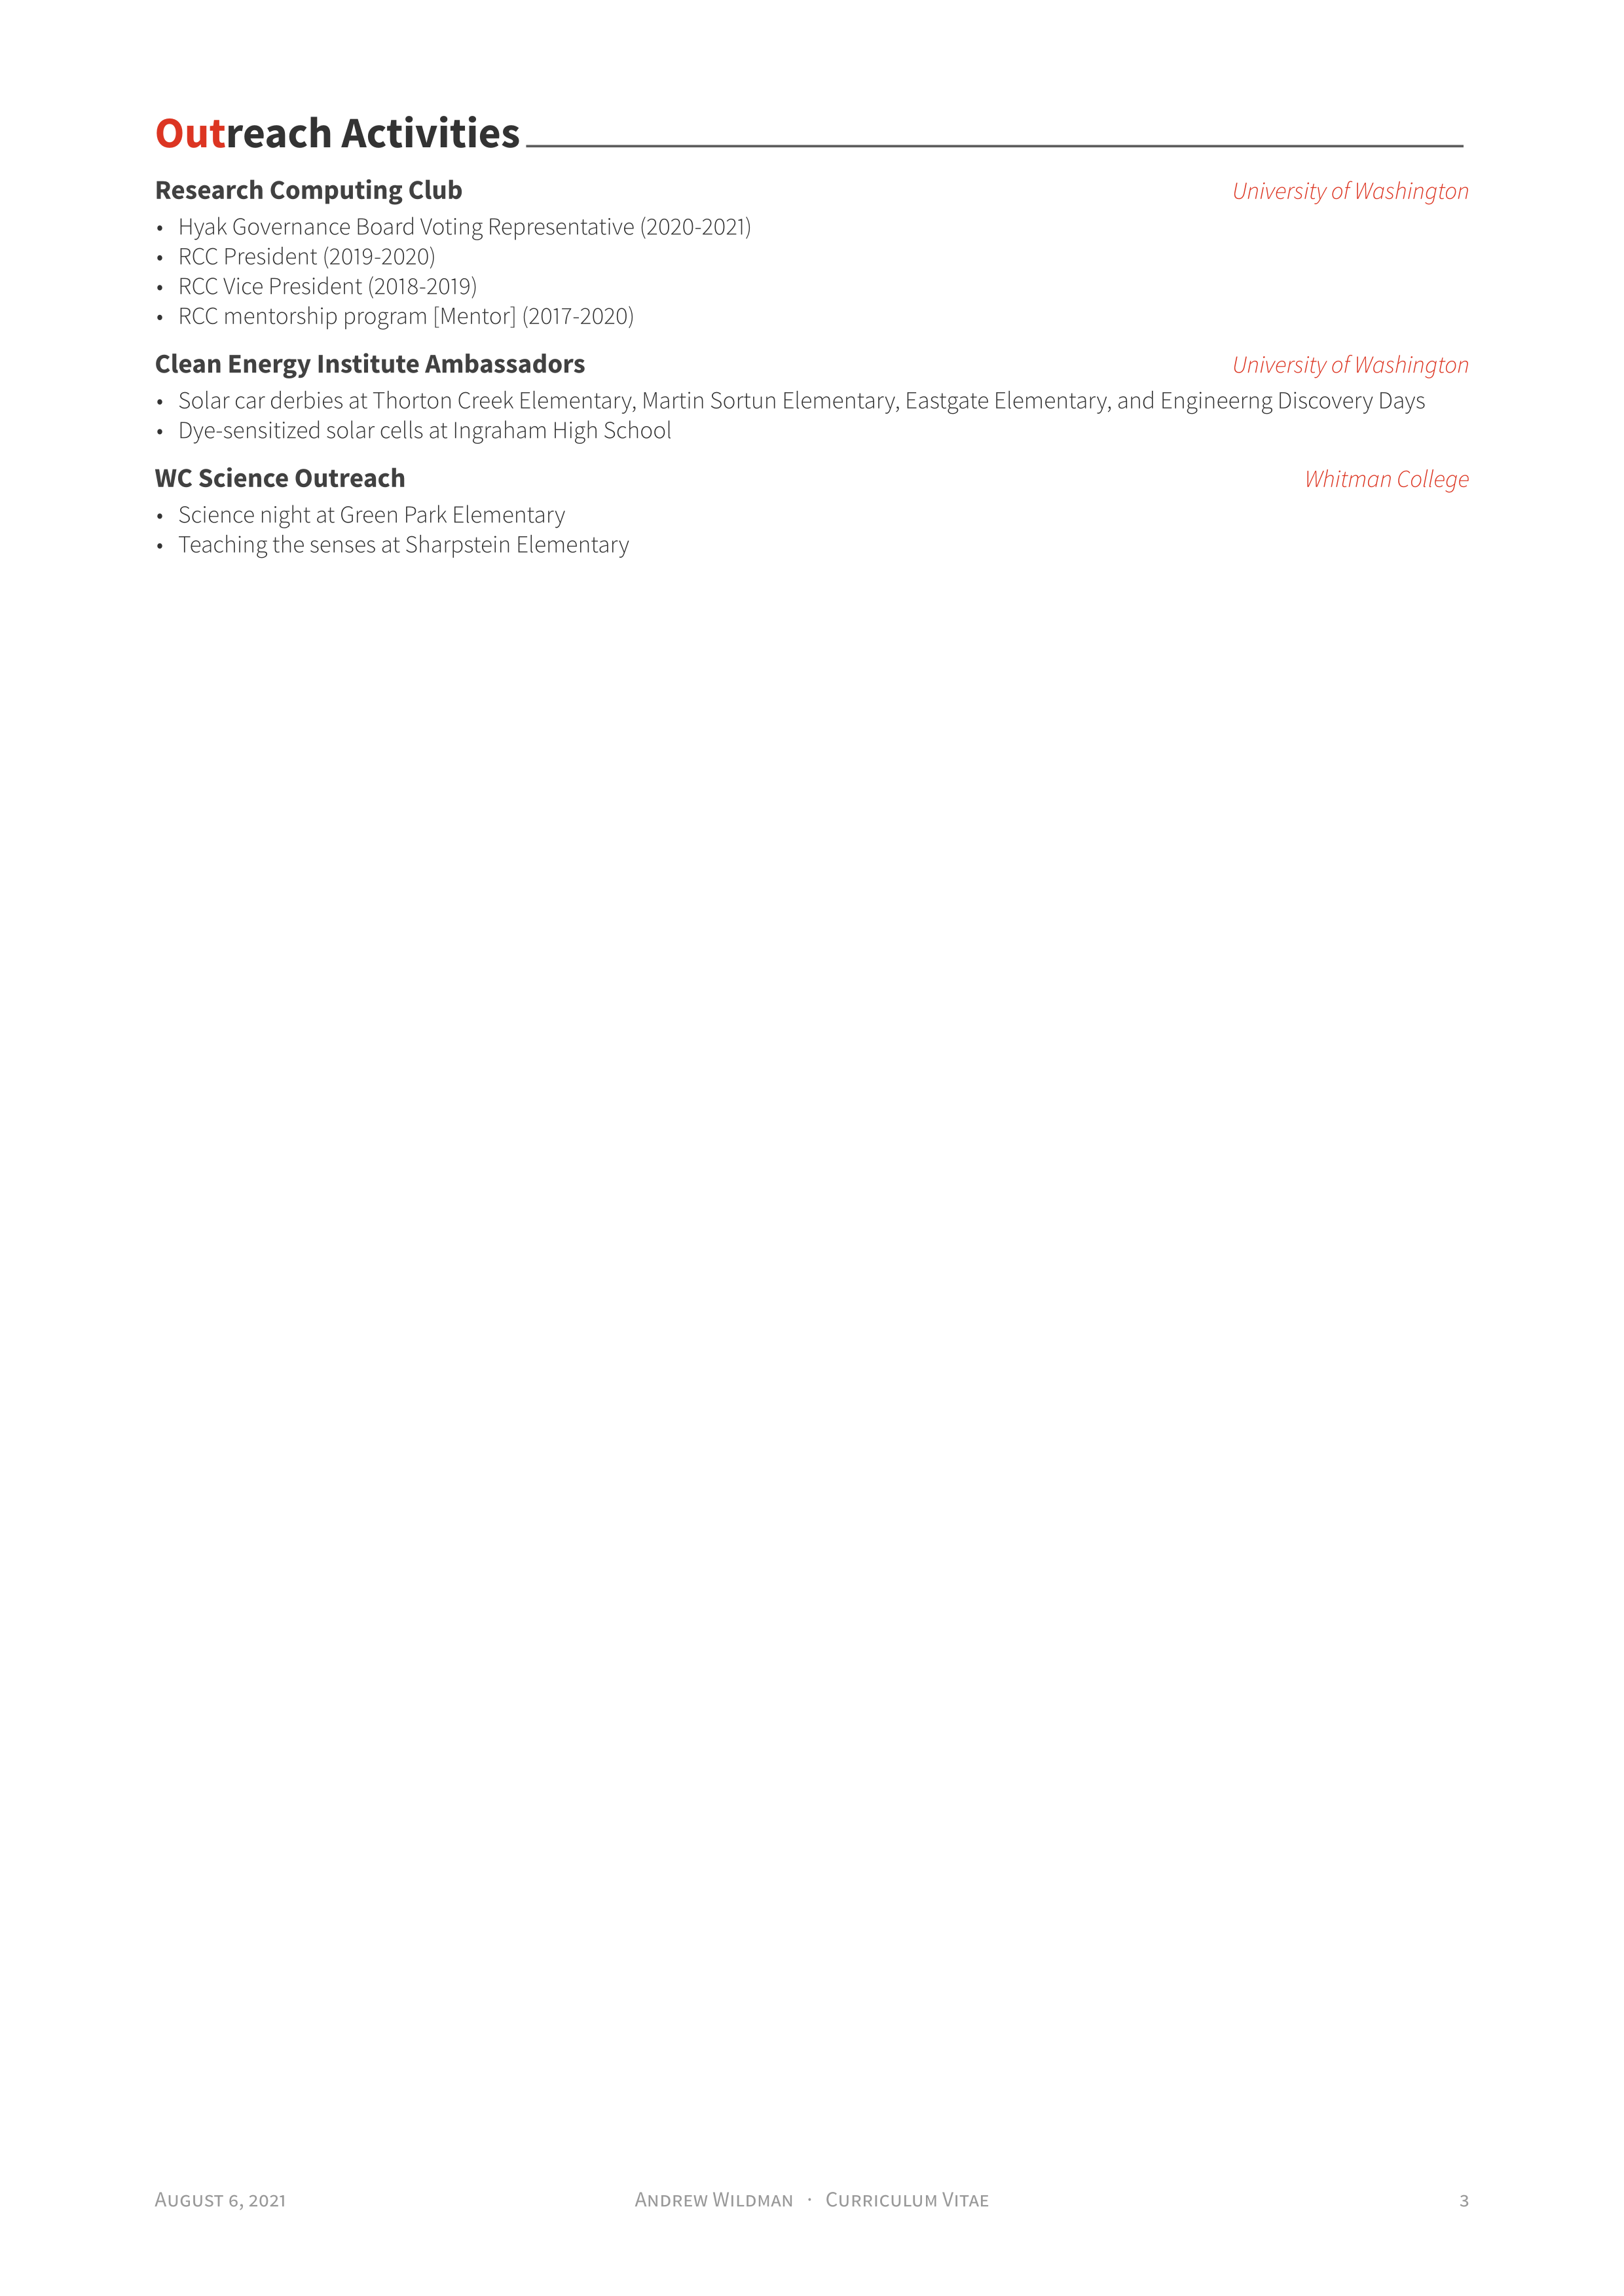 Outreach Activities
Research Computing Club University of Washington
• Hyak Governance Board Voting Representative (2020-2021)
• RCC President (2019-2020)
• RCC Vice President (2018-2019)
• RCC mentorship program [Mentor] (2017-2020)
Clean Energy Institute Ambassadors University of Washington
• Solar car derbies at Thorton Creek Elementary, Martin Sortun Elementary, Eastgate Elementary, and Engineerng Discovery Days
• Dye-sensitized solar cells at Ingraham High School
WC Science Outreach Whitman College
• Science night at Green Park Elementary
• Teaching the senses at Sharpstein Elementary
August 6, 2021 Andrew Wildman · Curriculum Vitae 3